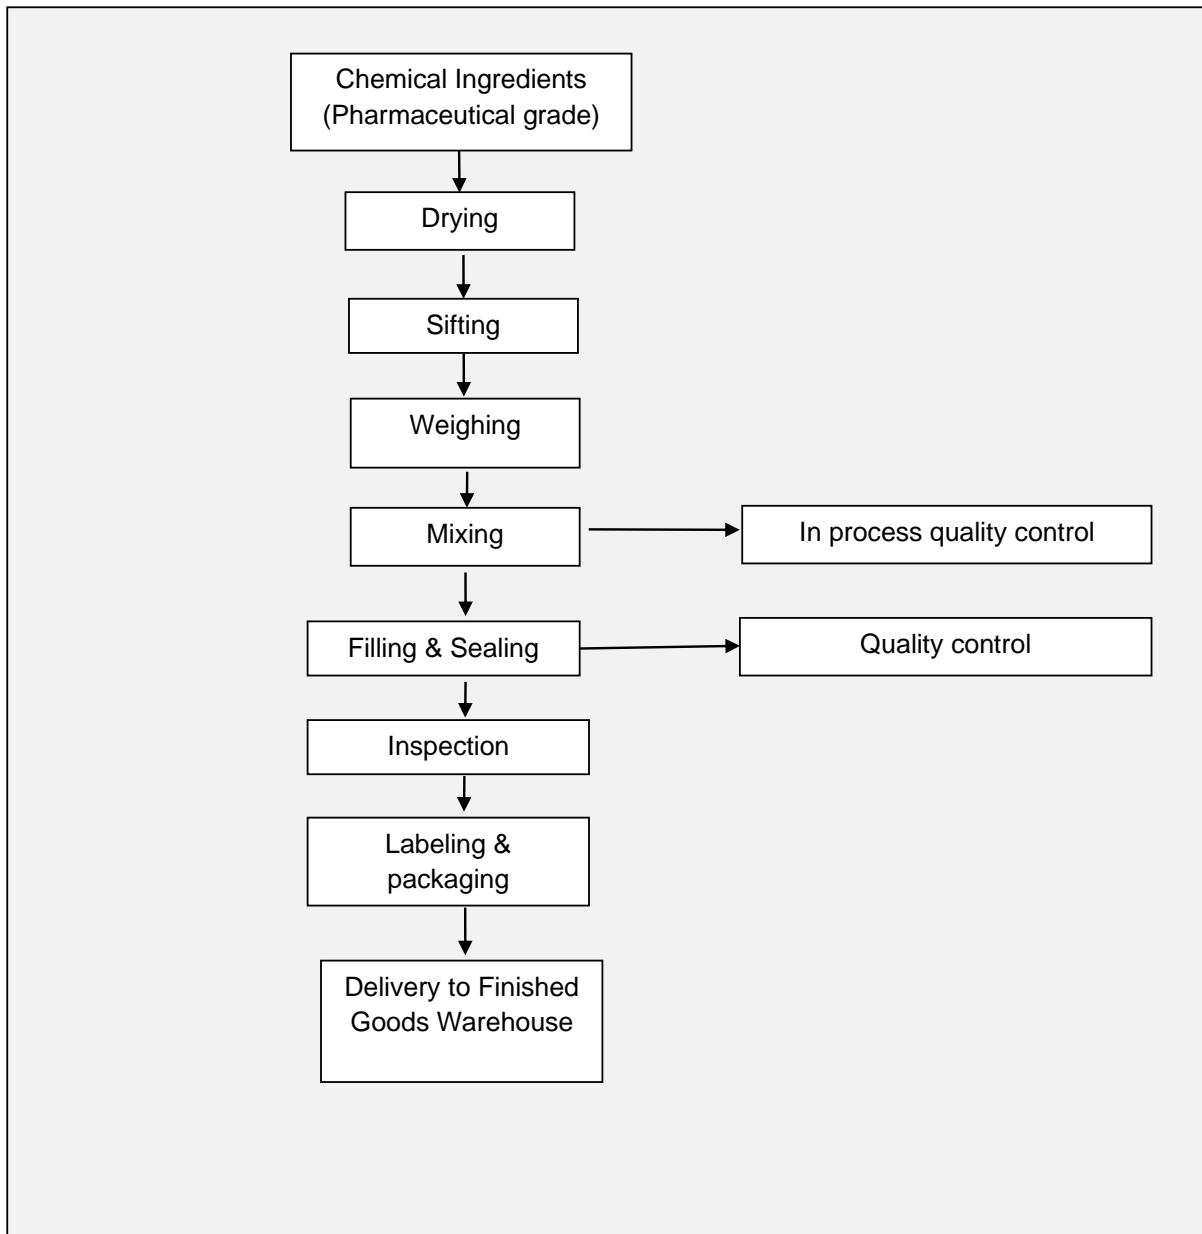 Chemical Ingredients
(Pharmaceutical grade)
Drying
Sifting
Weighing
Mixing
In process quality control
Filling & Sealing
Quality control
Inspection
Labeling &
packaging
Delivery to Finished
Goods Warehouse